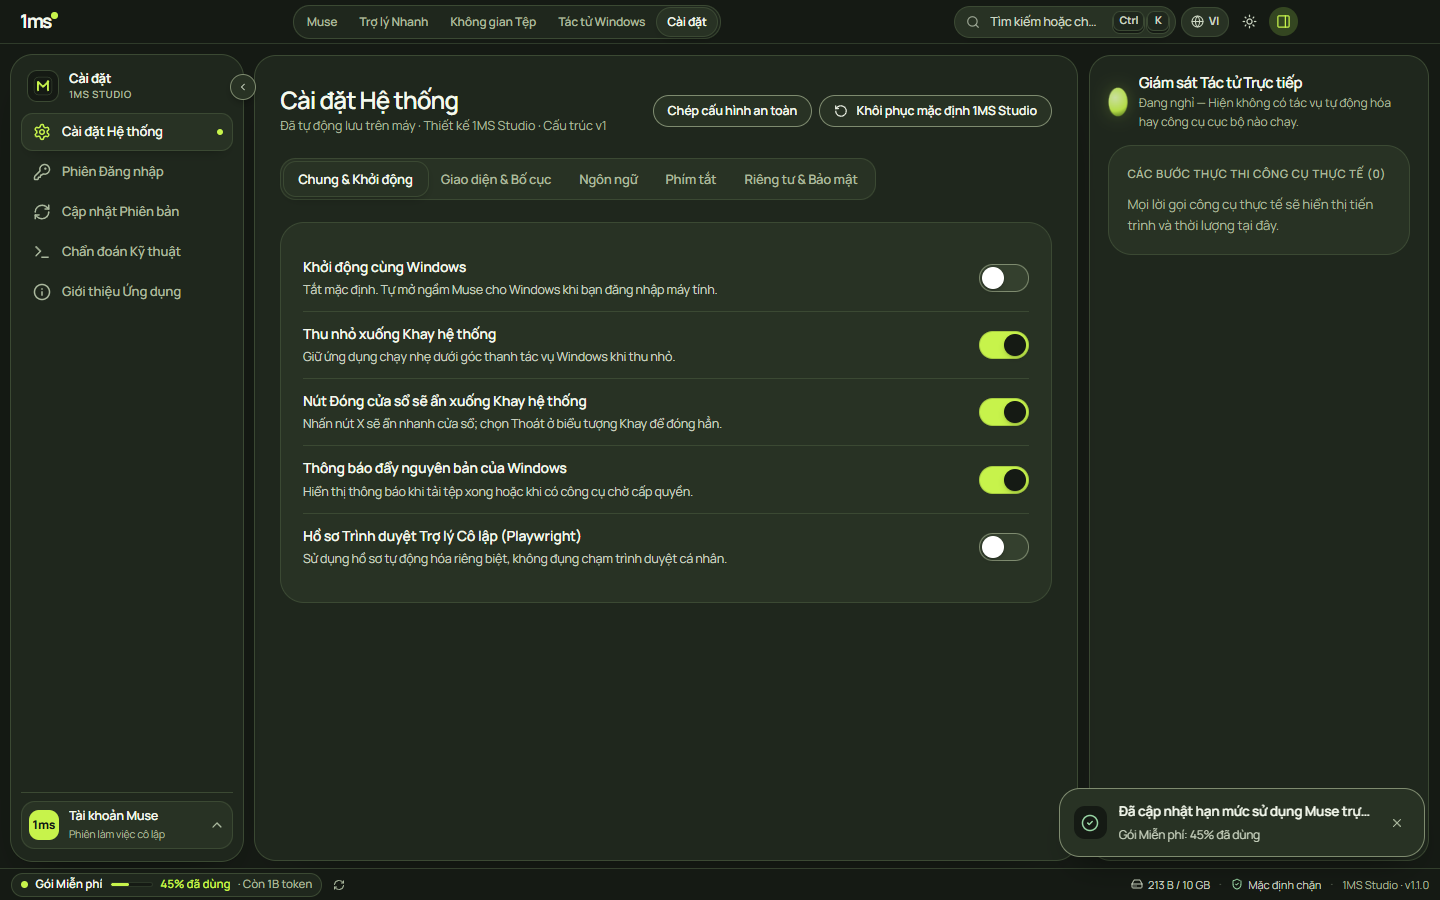 1ms
Muse
Trợ lý Nhanh
Không gian Tệp
Tác tử Windows
Cài đặt
Tìm kiếm hoặc ch...
Ctrl
K
VI
Cài đặt
1MS STUDIO
Cài đặt Hệ thống
Phiên Đăng nhập
Cập nhật Phiên bản
Chẩn đoán Kỹ thuật
Giới thiệu Ứng dụng
Tài khoản Muse
1ms
Phiên làm việc cô lập
Cài đặt Hệ thống
Đã tự động lưu trên máy · Thiết kế 1MS Studio · Cấu trúc v1
Chép cấu hình an toàn
Khôi phục mặc định 1MS Studio
Chung & Khởi động
Giao diện & Bố cục
Ngôn ngữ
Phím tắt
Riêng tư & Bảo mật
Khởi động cùng Windows
Tắt mặc định. Tự mở ngầm Muse cho Windows khi bạn đăng nhập máy tính.
Thu nhỏ xuống Khay hệ thống
Giữ ứng dụng chạy nhẹ dưới góc thanh tác vụ Windows khi thu nhỏ.
Nút Đóng cửa sổ sẽ ẩn xuống Khay hệ thống
Nhấn nút X sẽ ẩn nhanh cửa sổ; chọn Thoát ở biểu tượng Khay để đóng hẳn.
Thông báo đẩy nguyên bản của Windows
Hiển thị thông báo khi tải tệp xong hoặc khi có công cụ chờ cấp quyền.
Hồ sơ Trình duyệt Trợ lý Cô lập (Playwright)
Sử dụng hồ sơ tự động hóa riêng biệt, không đụng chạm trình duyệt cá nhân.
Giám sát Tác tử Trực tiếp
Đang nghỉ — Hiện không có tác vụ tự động hóa
hay công cụ cục bộ nào chạy.
CÁC BƯỚC THỰC THI CÔNG CỤ THỰC TẾ (0)
Mọi lời gọi công cụ thực tế sẽ hiển thị tiến
trình và thời lượng tại đây.
Đã cập nhật hạn mức sử dụng Muse trự...
Gói Miễn phí: 45% đã dùng
Gói Miễn phí
45% đã dùng
· Còn 1B token
213 B / 10 GB
·
Mặc định chặn
·
1MS Studio · v1.1.0